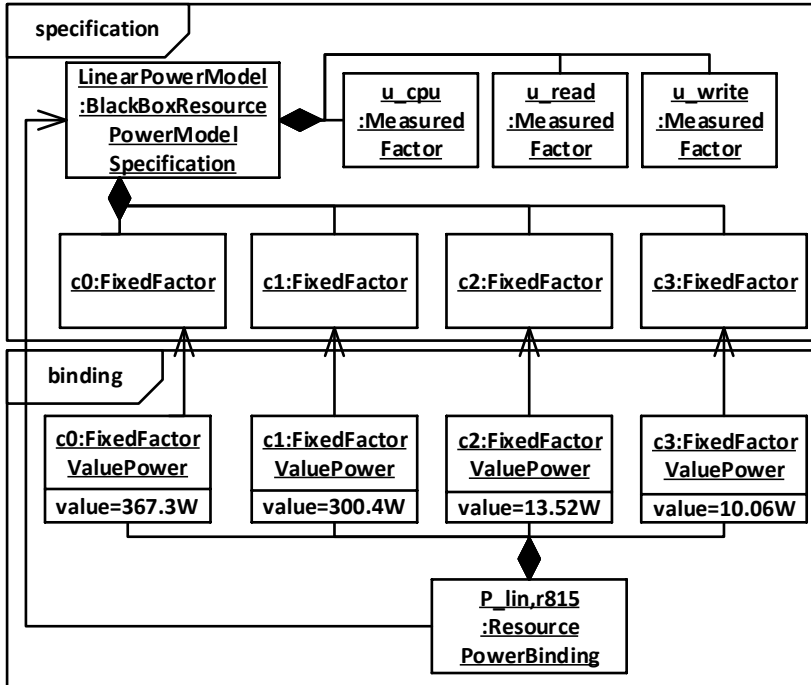 specification
LinearPowerModel
:BlackBoxResource
PowerModel
Specification
u_cpu
:Measured
Factor
u_read
:Measured
Factor
u_write
:Measured
Factor
c0:FixedFactor
c1:FixedFactor
c2:FixedFactor
c3:FixedFactor
binding
c0:FixedFactor
ValuePower
value=367.3W
c1:FixedFactor
ValuePower
value=300.4W
c2:FixedFactor
ValuePower
value=13.52W
c3:FixedFactor
ValuePower
value=10.06W
P_lin,r815
:Resource
PowerBinding